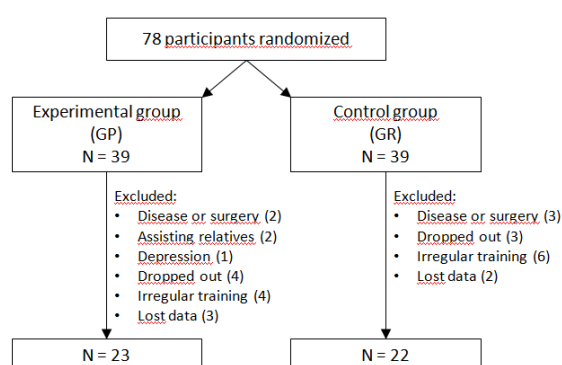 78 participants randomized
Experimental group
(GP)
N = 39
Control group
(GR)
N = 39
Excluded:
• Disease or surgery (2)
• Assisting relatives (2)
• Depression (1)
• Dropped out (4)
• Irregular training (4)
• Lost data (3)
Excluded:
• Disease or surgery (3)
• Dropped out (3)
• Irregular training (6)
• Lost data (2)
N = 23
N = 22